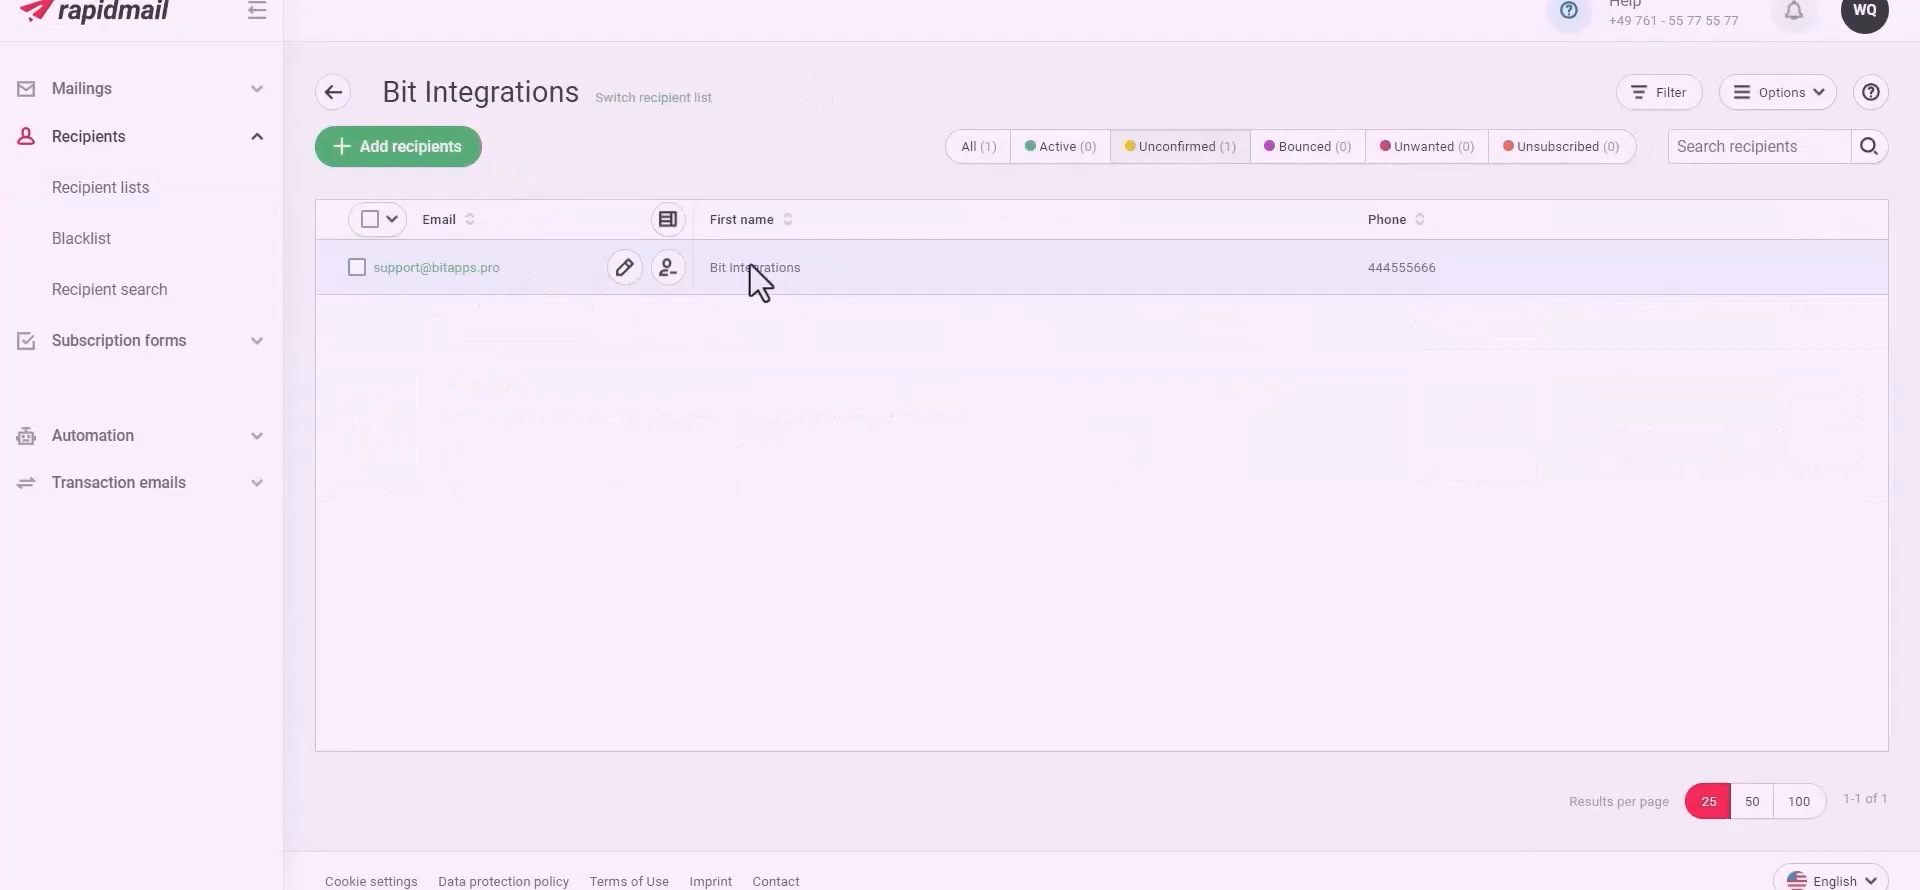 rapidmail
Help
+49 761 - 55 77 55 77
WQ
Mailings
Recipients
Recipient lists
Blacklist
Recipient search
Subscription forms
Automation
Transaction emails
Bit Integrations
Switch recipient list
Filter
Options
Add recipients
All (1)
Active (0)
Unconfirmed (1)
Bounced (0)
Unwanted (0)
Unsubscribed (0)
Search recipients
Email
First name
Phone
support@bitapps.pro
Bit Integrations
444555666
Results per page
25
50
100
1-1 of 1
Cookie settings
Data protection policy
Terms of Use
Imprint
Contact
English